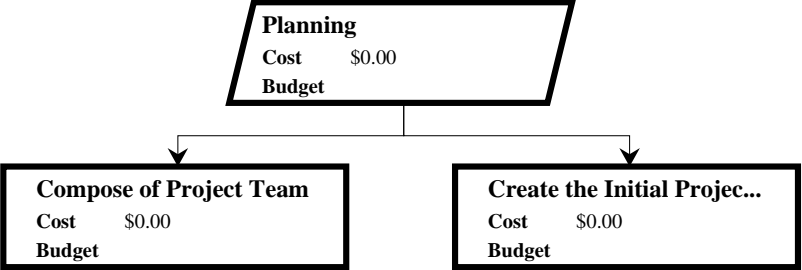 Planning
Cost $0.00
Budget
Compose of Project Team
Cost $0.00
Budget
Create the Initial Projec...
Cost $0.00
Budget